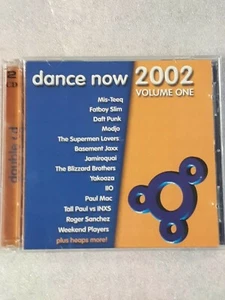 2
CD
dance now 2002
VOLUME ONE
Mis-Teeq
Fatboy Slim
Daft Punk
Modjo
The Supermen Lovers
Basement Jaxx
Jamiroquai
The Blizzard Brothers
Yakooza
IIO
Paul Mac
Tall Paul vs INXS
Roger Sanchez
Weekend Players
plus heaps more!
double cd